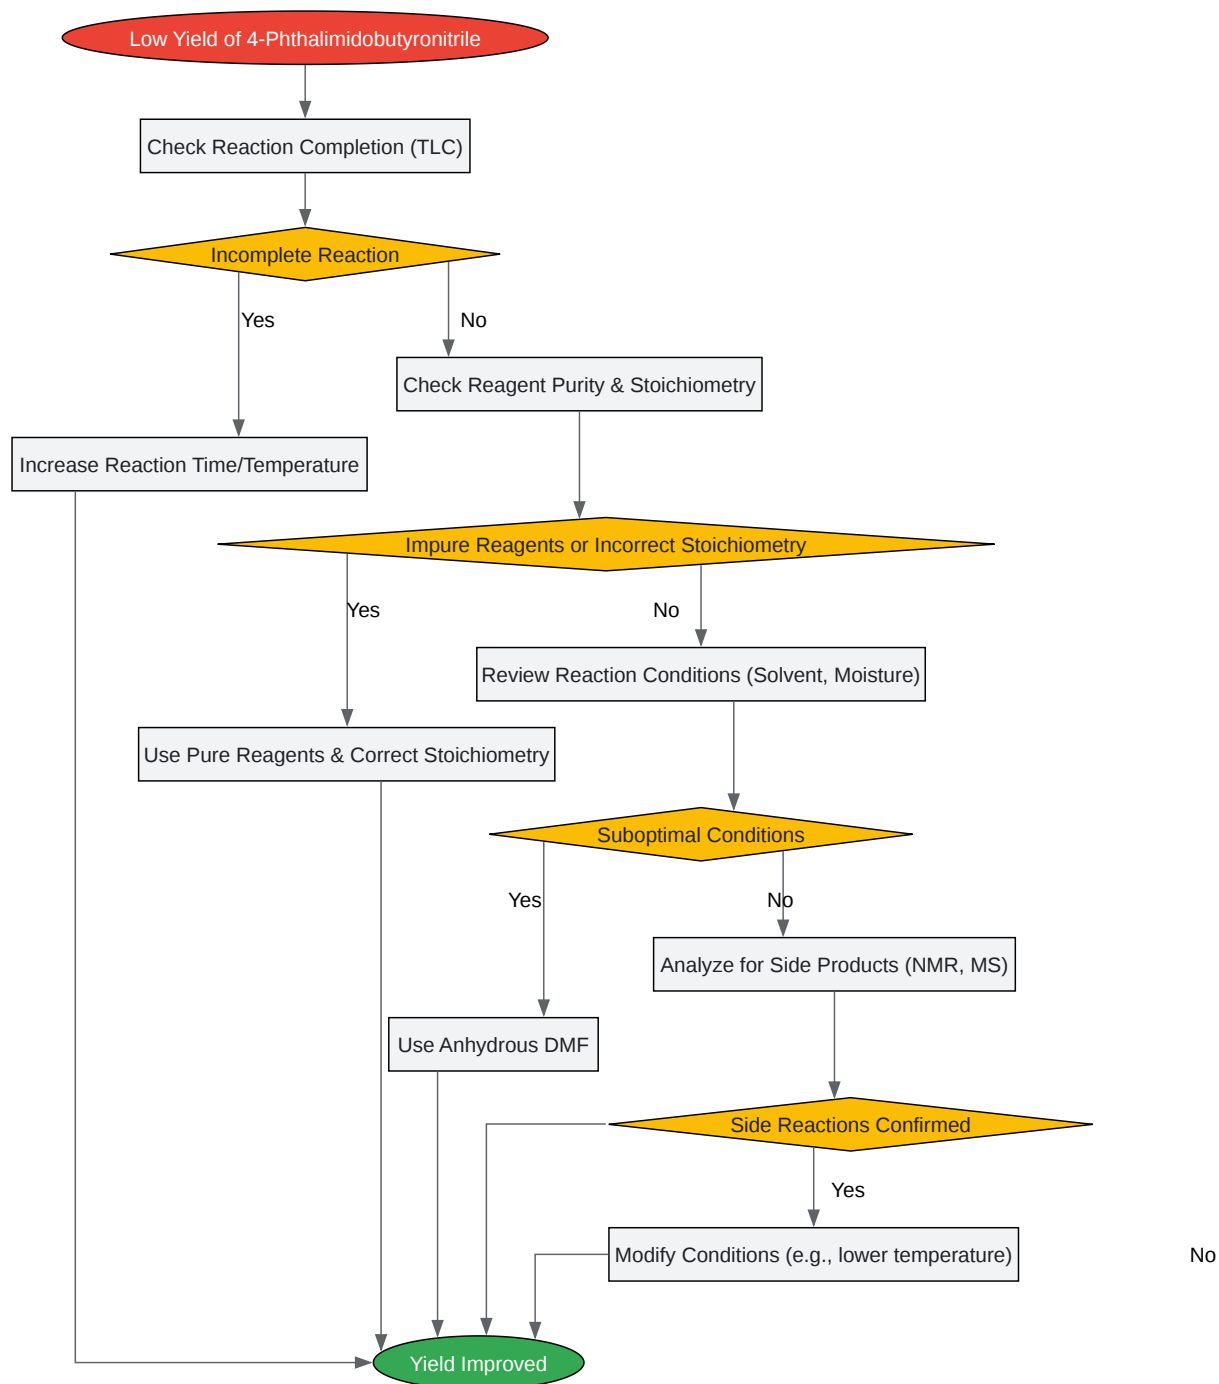 Low Yield of 4-Phthalimidobutyronitrile
Check Reaction Completion (TLC)
Incomplete Reaction
Yes
No
Check Reagent Purity & Stoichiometry
Increase Reaction Time/Temperature
Impure Reagents or Incorrect Stoichiometry
Yes
No
Review Reaction Conditions (Solvent, Moisture)
Use Pure Reagents & Correct Stoichiometry
Suboptimal Conditions
Yes
No
Analyze for Side Products (NMR, MS)
Use Anhydrous DMF
Side Reactions Confirmed
Yes
Modify Conditions (e.g., lower temperature)
No
Yield Improved